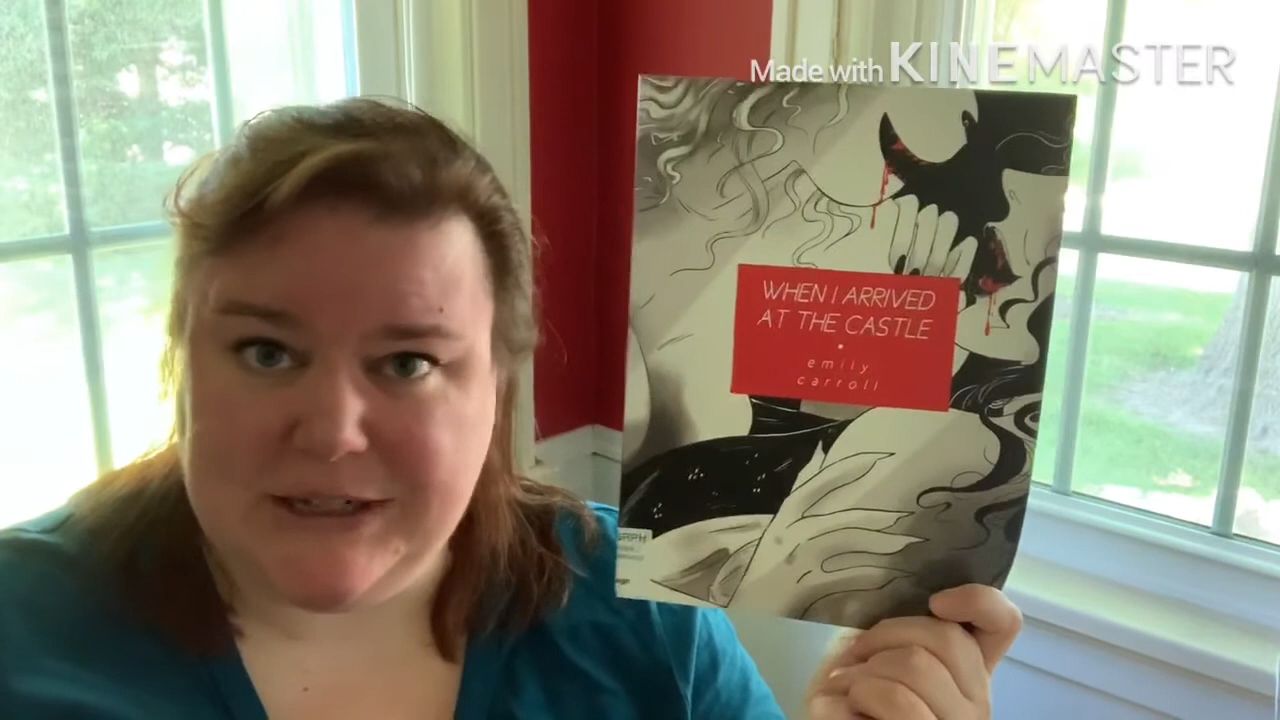 Made with KINEMASTER
WHEN I ARRIVED
AT THE CASTLE
emily
carroll